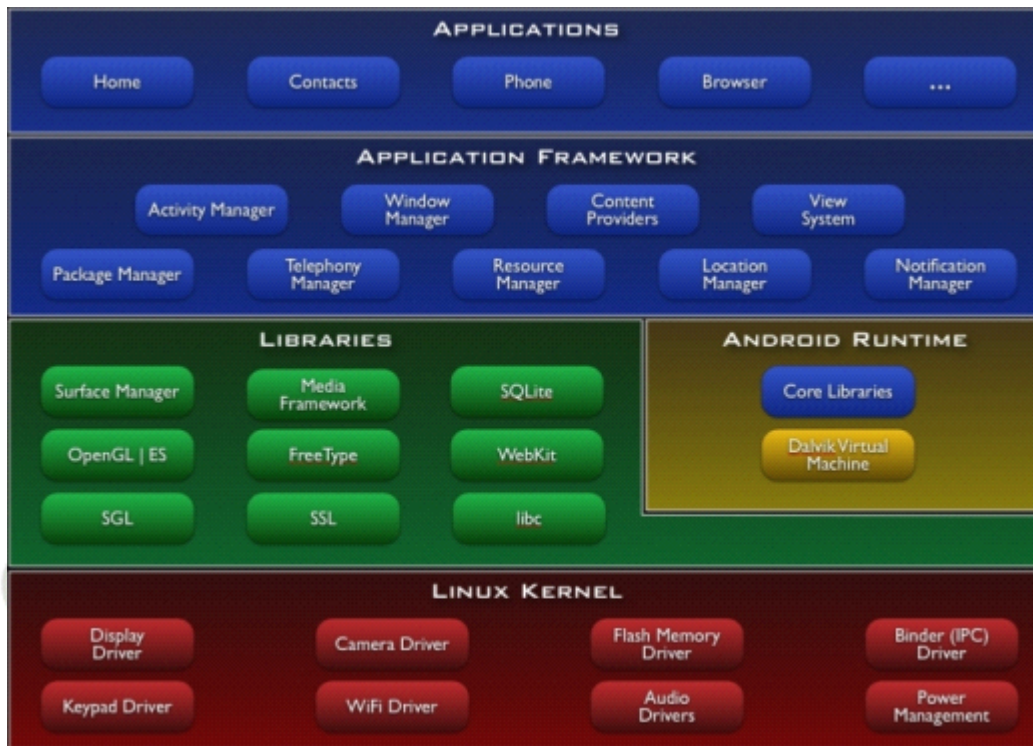 APPLICATIONS
Home Contacts Phone Browser ...
APPLICATION FRAMEWORK
Activity Manager
Window
Manager
Content
Providers
View
System
Package Manager
Telephony
Manager
Resource
Manager
Location
Manager
Notification
Manager
LIBRARIES
Surface Manager
Media
Framework
SQLite
OpenGL | ES
FreeType
WebKit
SGL
SSL
libc
ANDROID RUNTIME
Core Libraries
Dalvik Virtual
Machine
LINUX KERNEL
Display
Driver
Camera Driver
Flash Memory
Driver
Binder (IPC)
Driver
Keypad Driver
WiFi Driver
Audio
Drivers
Power
Management